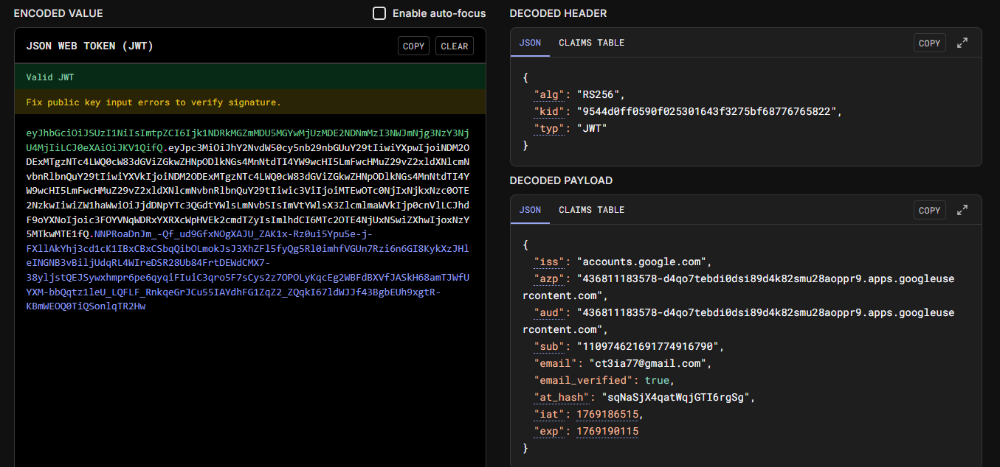 ENCODED VALUE
Enable auto-focus
JSON WEB TOKEN (JWT)
COPY
CLEAR
Valid JWT
Fix public key input errors to verify signature.
eyJhbGciOiJSUzI1NiIsImtpZCI6Ijk1NDRkMGZmMDU5MGYwMjUzMDE2NDNmMzI3NWJmNjg3NzY3Nj
U4MjIiLCJ0eXAiOiJKV1QifQ.eyJpc3MiOiJhY2NvdW50cy5nb29nbGUuY29tIiwiYXpwIjoiNDM2O
DExMTgzNTc4LWQ0cW83dGViZGkwZHNpODlkNGs4MnNtdTI4YW9wcHI5LmFwcHMuZ29vZ2xldXNlcmN
vbnRlbnQuY29tIiwiYXVkIjoiNDM2ODExMTgzNTc4LWQ0cW83dGViZGkwZHNpODlkNGs4MnNtdTI4Y
W9wcHI5LmFwcHMuZ29vZ2xldXNlcmNvbnRlbnQuY29tIiwic3ViIjoiMTEwOTc0NjIxNjkxNzc0OTE
2NzkwIiwiZW1haWwiOiJjdDNpYTc3QGdtYWlsLmNvbSIsImVtYWlsX3ZlcmlmaWVkIjp0cnVlLCJhd
F9oYXNoIjoic3FOYVNqWDRxYXRXcWpHVEk2cmdTZyIsImlhdCI6MTc2OTE4NjUxNSwiZXhwIjoxNzY
5MTkwMTE1fQ.NNPRoaDnJm_-Qf_ud9GfxNOgXAJU_ZAK1x-Rz0ui5YpuSe-j-
FXllAkYhj3cd1cK1IBxCBxCSbqQibOLmokJsJ3XhZFl5fyQg5Rl0imhfVGUn7Rzi6n6GI8KykXzJHl
eINGNB3vBiljUdqRL4WIreDSR28Ub84FrtDEWdCMX7-
38yljstQEJSywxhmpr6pe6qyqiFIuiC3qro5F7sCys2z7OPOLyKqcEg2WBFdBXVfJASkH68amTJWfU
YXM-bbQqtz1leU_LQFLF_RnkqeGrJCu55IAYdhFG1ZqZ2_ZQqkI67ldWJJf43BgbEUh9xgtR-
KBmWEOQ0TiQSonlqTR2Hw
DECODED HEADER
JSON
CLAIMS TABLE
COPY
{
"alg": "RS256",
"kid": "9544d0ff0590f025301643f3275bf68776765822",
"typ": "JWT"
}
DECODED PAYLOAD
JSON
CLAIMS TABLE
COPY
{
"iss": "accounts.google.com",
"azp": "436811183578-d4qo7tebdi0dsi89d4k82smu28aoppr9.apps.googleuse
rcontent.com",
"aud": "436811183578-d4qo7tebdi0dsi89d4k82smu28aoppr9.apps.googleuse
rcontent.com",
"sub": "110974621691774916790",
"email": "ct3ia77@gmail.com",
"email_verified": true,
"at_hash": "sqNaSjX4qatWqjGTI6rgSg",
"iat": 1769186515,
"exp": 1769190115
}